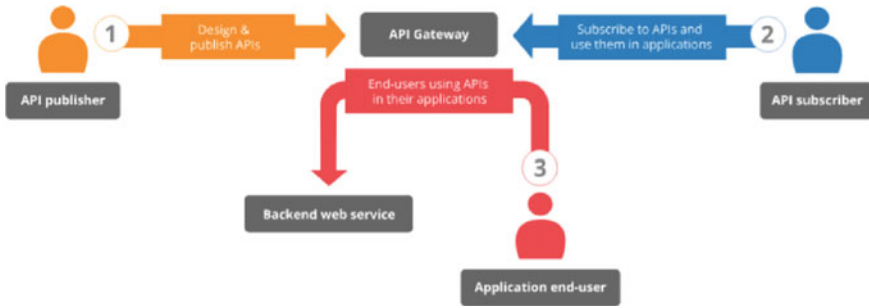 1
Design &
publish APIs
API Gateway
Subscribe to APIs and
use them in applications
2
API publisher
End-users using APIs
in their applications
API subscriber
3
Backend web service
Application end-user